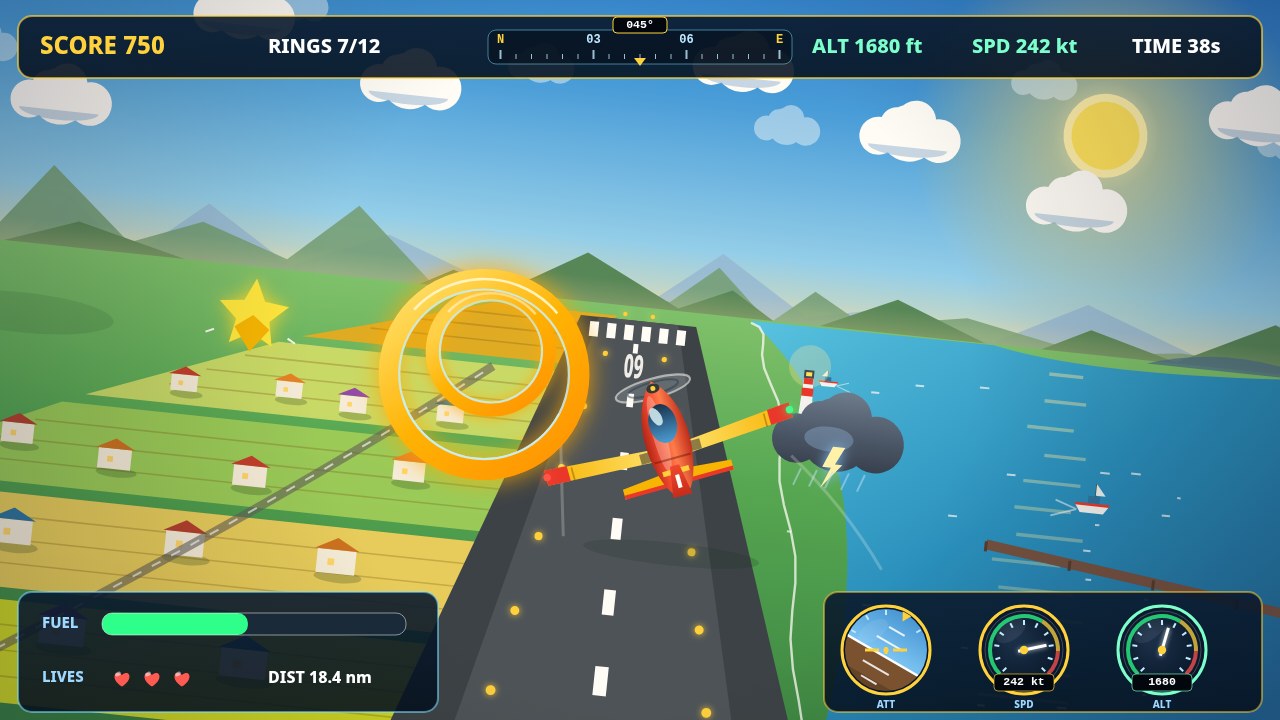 SCORE 750
RINGS 7/12
045°
N 03 06 E
ALT 1680 ft
SPD 242 kt
TIME 38s
09
FUEL
LIVES
DIST 18.4 nm
242 kt
1680
ATT
SPD
ALT